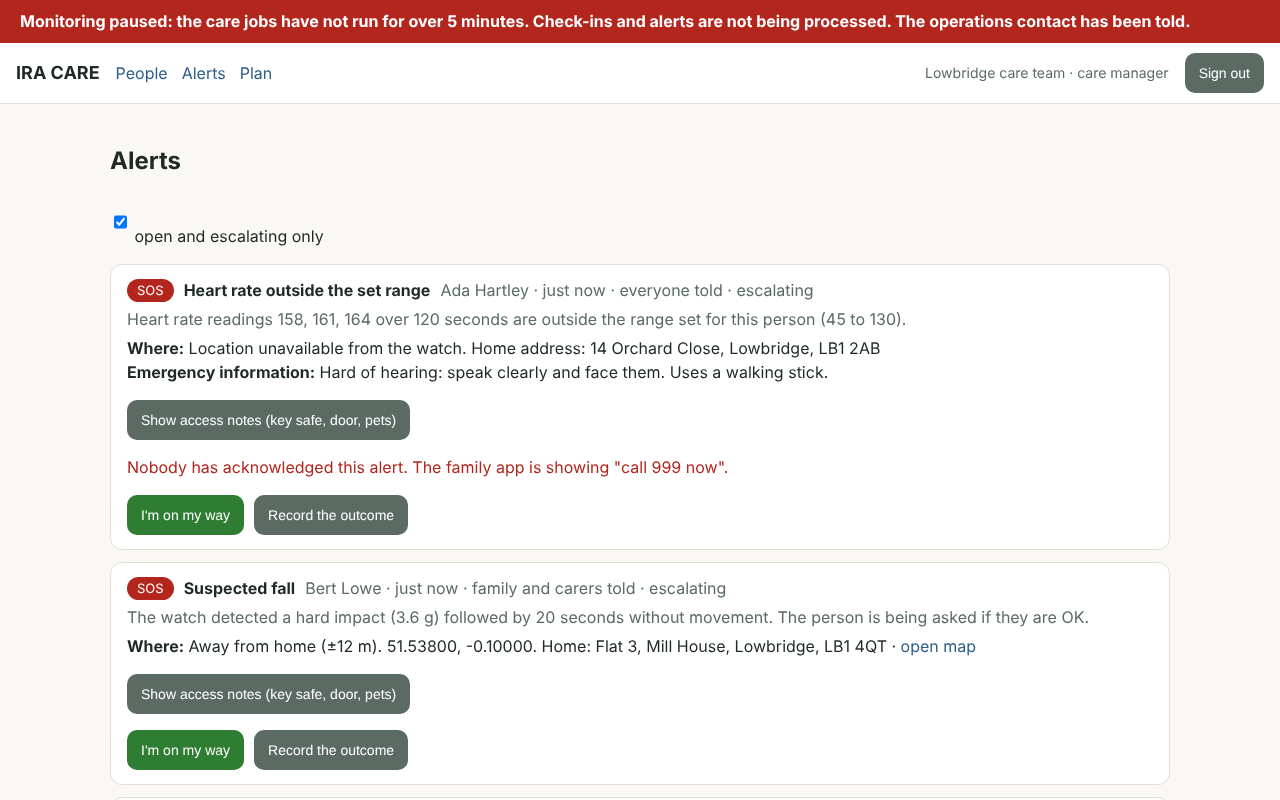 Monitoring paused: the care jobs have not run for over 5 minutes. Check-ins and alerts are not being processed. The operations contact has been told.
IRA CARE People Alerts Plan Lowbridge care team · care manager Sign out
Alerts
open and escalating only
SOS Heart rate outside the set range Ada Hartley · just now · everyone told · escalating
Heart rate readings 158, 161, 164 over 120 seconds are outside the range set for this person (45 to 130).
Where: Location unavailable from the watch. Home address: 14 Orchard Close, Lowbridge, LB1 2AB
Emergency information: Hard of hearing: speak clearly and face them. Uses a walking stick.
Show access notes (key safe, door, pets)
Nobody has acknowledged this alert. The family app is showing "call 999 now".
I'm on my way Record the outcome
SOS Suspected fall Bert Lowe · just now · family and carers told · escalating
The watch detected a hard impact (3.6 g) followed by 20 seconds without movement. The person is being asked if they are OK.
Where: Away from home (±12 m). 51.53800, -0.10000. Home: Flat 3, Mill House, Lowbridge, LB1 4QT · open map
Show access notes (key safe, door, pets)
I'm on my way Record the outcome